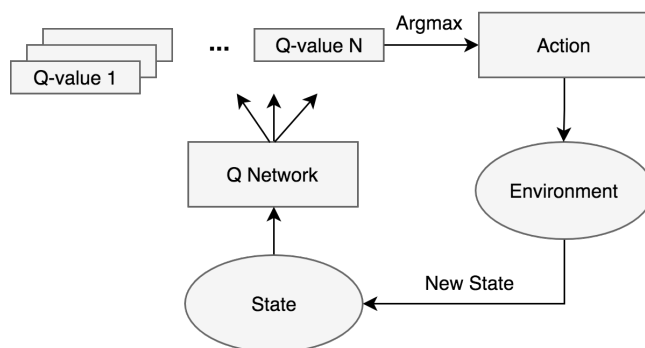 Q-value 1
...
Q-value N
Argmax
Action
Q Network
Environment
State
New State